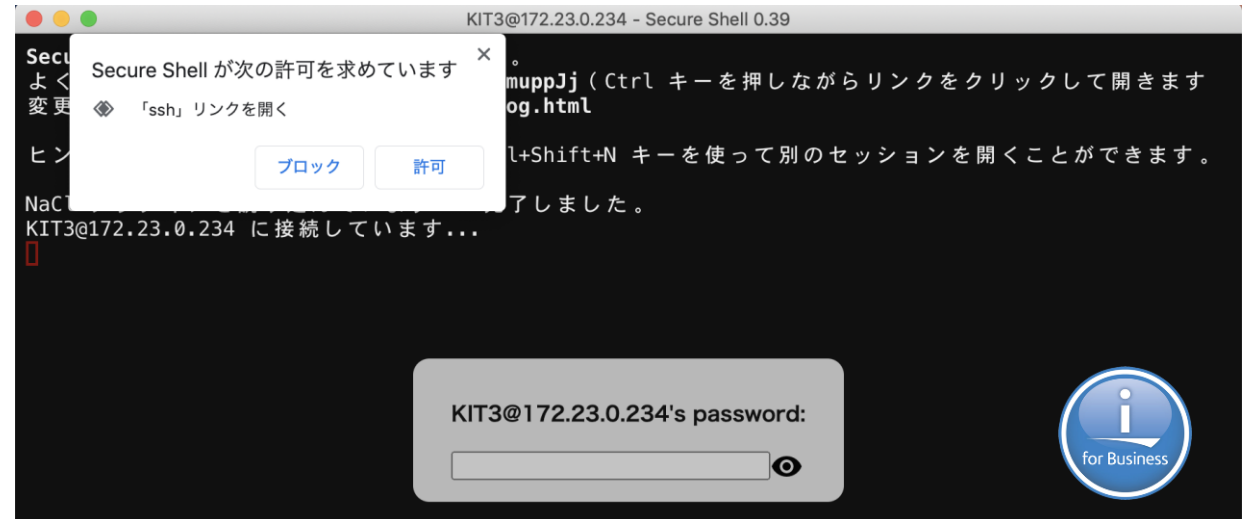 KIT3@172.23.0.234 - Secure Shell 0.39
Secure Shell が次の許可を求めています
「ssh」リンクを開く
ブロック 許可
。
よく muppJj (Ctrl キーを押しながらリンクをクリックして開きます
変更 og.html
ヒン l+Shift+N キーを使って別のセッションを開くことができます。
NaCl 了しました。
KIT3@172.23.0.234 に接続しています...
KIT3@172.23.0.234's password:
i
for Business